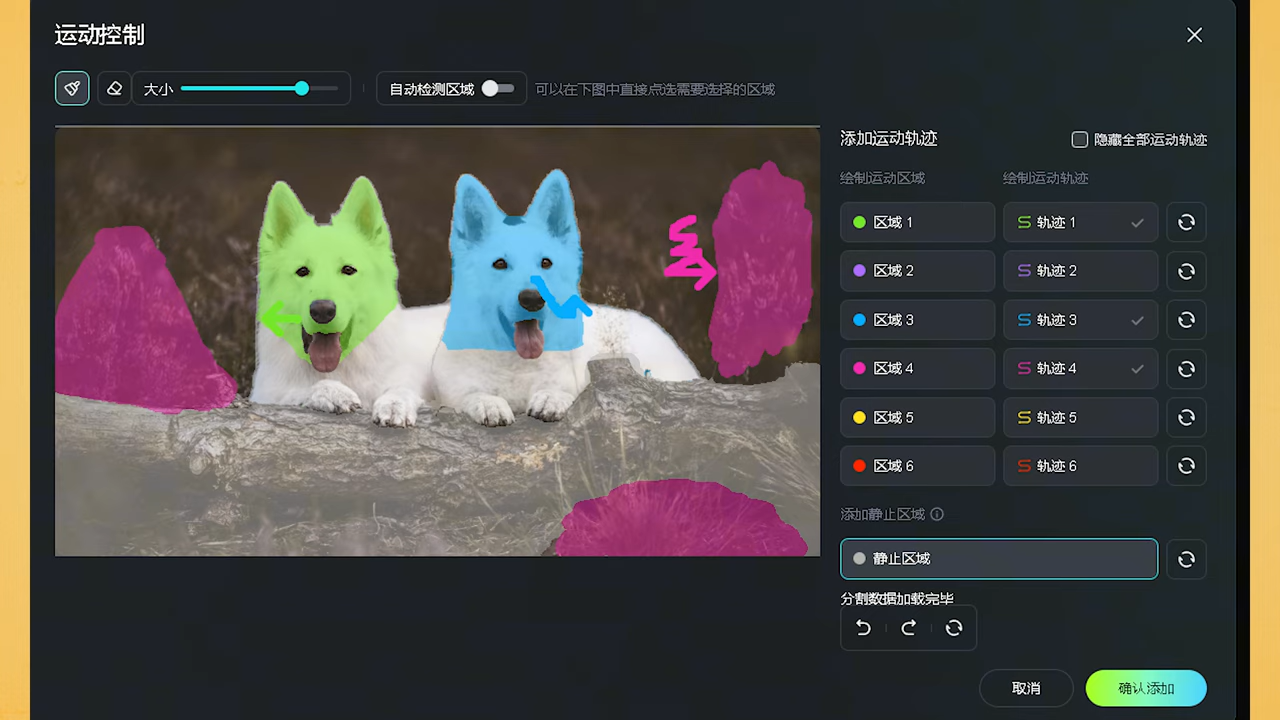 运动控制
大小
自动检测区域
可以在下图中直接点选需要选择的区域
添加运动轨迹
隐藏全部运动轨迹
绘制运动区域
绘制运动轨迹
区域 1
轨迹 1
区域 2
轨迹 2
区域 3
轨迹 3
区域 4
轨迹 4
区域 5
轨迹 5
区域 6
轨迹 6
添加静止区域
静止区域
分割数据加载完毕
取消
确认添加